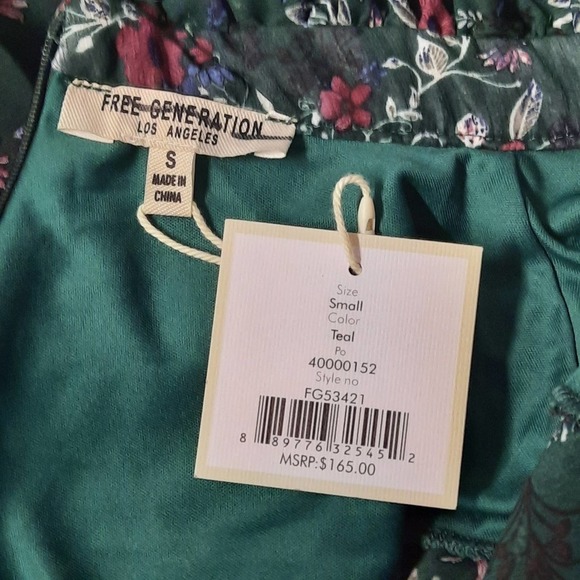 FREE GENERATION
LOS ANGELES
S
MADE IN
CHINA
Size
Small
Color
Teal
Po
40000152
Style no
FG53421
8 89776 32545 2
MSRP:$165.00